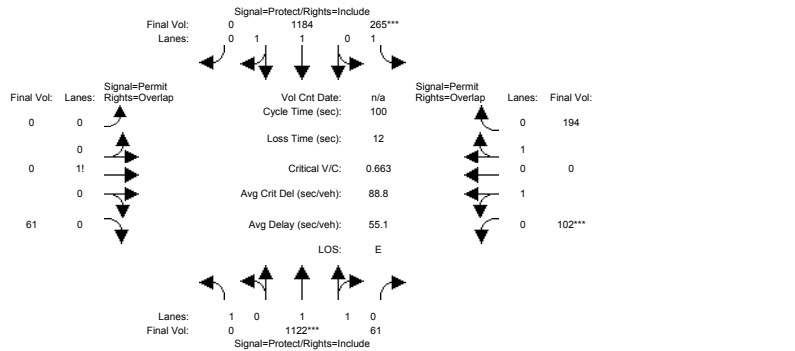 Signal=Protect/Rights=Include
Final Vol: 0 1184 265***
Lanes: 0 1 1 0 1
Signal=Permit
Final Vol: Lanes: Rights=Overlap
Vol Cnt Date: n/a
Signal=Permit
Rights=Overlap Lanes: Final Vol:
Cycle Time (sec): 100
0 0
0 194
Loss Time (sec): 12
0
1
0 1!
Critical V/C: 0.663
0 0
0
Avg Crit Del (sec/veh): 88.8
1
61 0
Avg Delay (sec/veh): 55.1
0 102***
LOS: E
Lanes: 1 0 1 1 0
Final Vol: 0 1122*** 61
Signal=Protect/Rights=Include